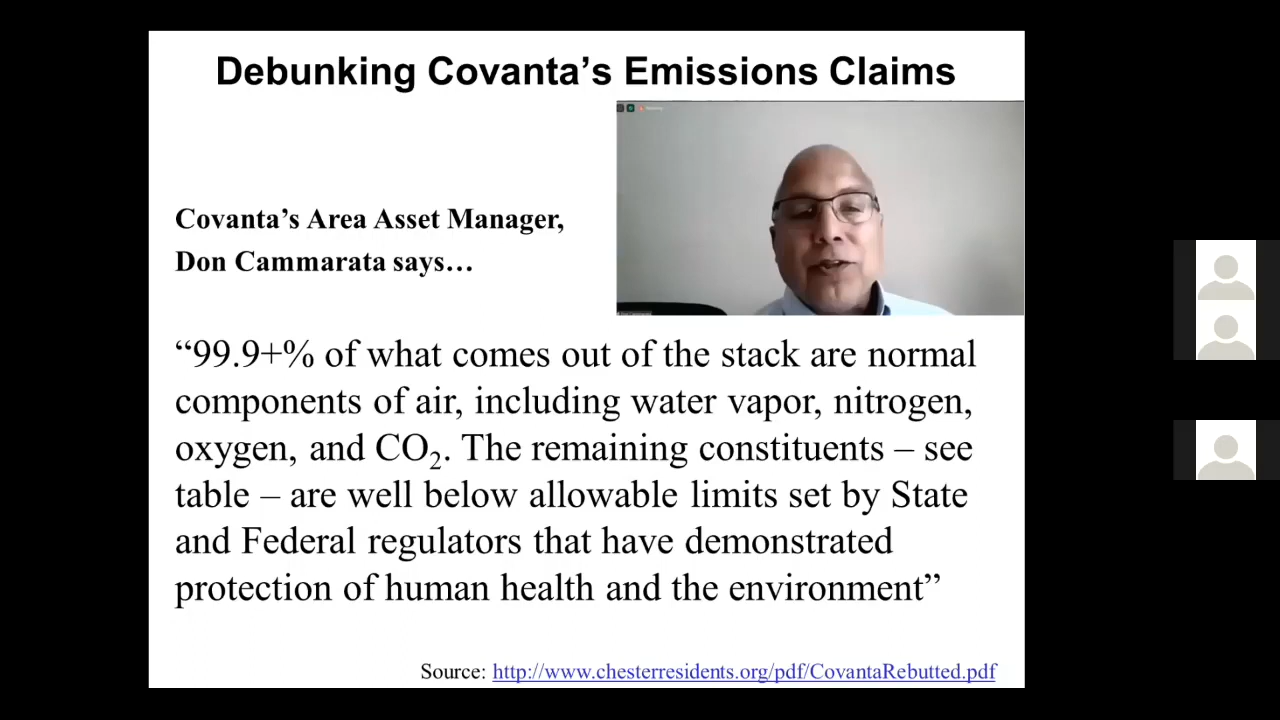 Debunking Covanta’s Emissions Claims
Covanta’s Area Asset Manager,
Don Cammarata says…
“99.9+% of what comes out of the stack are normal
components of air, including water vapor, nitrogen,
oxygen, and CO₂. The remaining constituents – see
table – are well below allowable limits set by State
and Federal regulators that have demonstrated
protection of human health and the environment”
Source: http://www.chesterresidents.org/pdf/CovantaRebutted.pdf